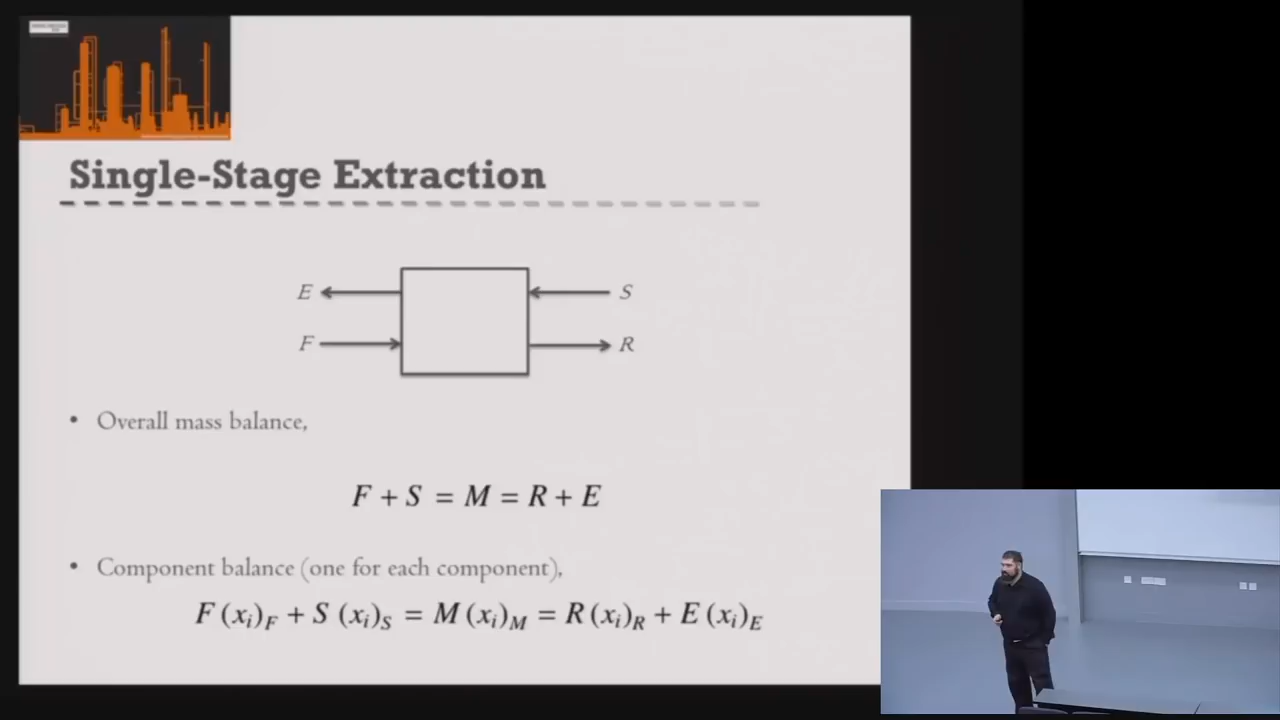 Single-Stage Extraction
E
S
F
R
• Overall mass balance,
F + S = M = R + E
• Component balance (one for each component),
F (xᵢ)F + S (xᵢ)S = M (xᵢ)M = R (xᵢ)R + E (xᵢ)E